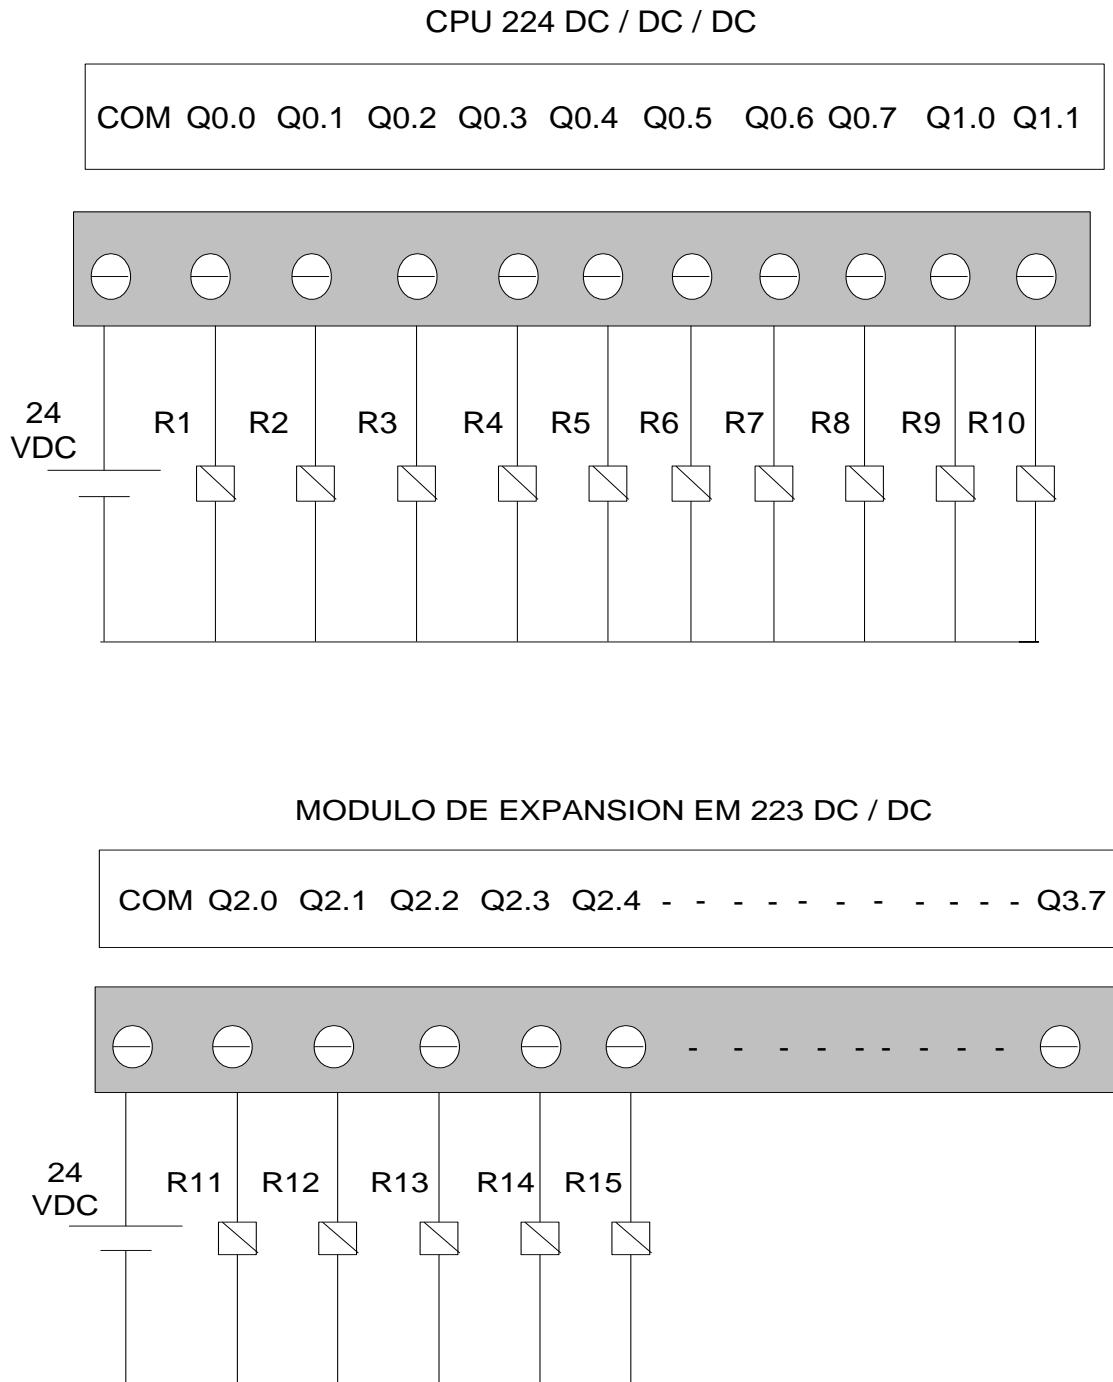 CPU 224 DC / DC / DC
COM Q0.0 Q0.1 Q0.2 Q0.3 Q0.4 Q0.5 Q0.6 Q0.7 Q1.0 Q1.1
24
VDC
R1 R2 R3 R4 R5 R6 R7 R8 R9 R10
MODULO DE EXPANSION EM 223 DC / DC
COM Q2.0 Q2.1 Q2.2 Q2.3 Q2.4 - - - - - - - - - - - Q3.7
- - - - - - - - -
24
VDC
R11 R12 R13 R14 R15